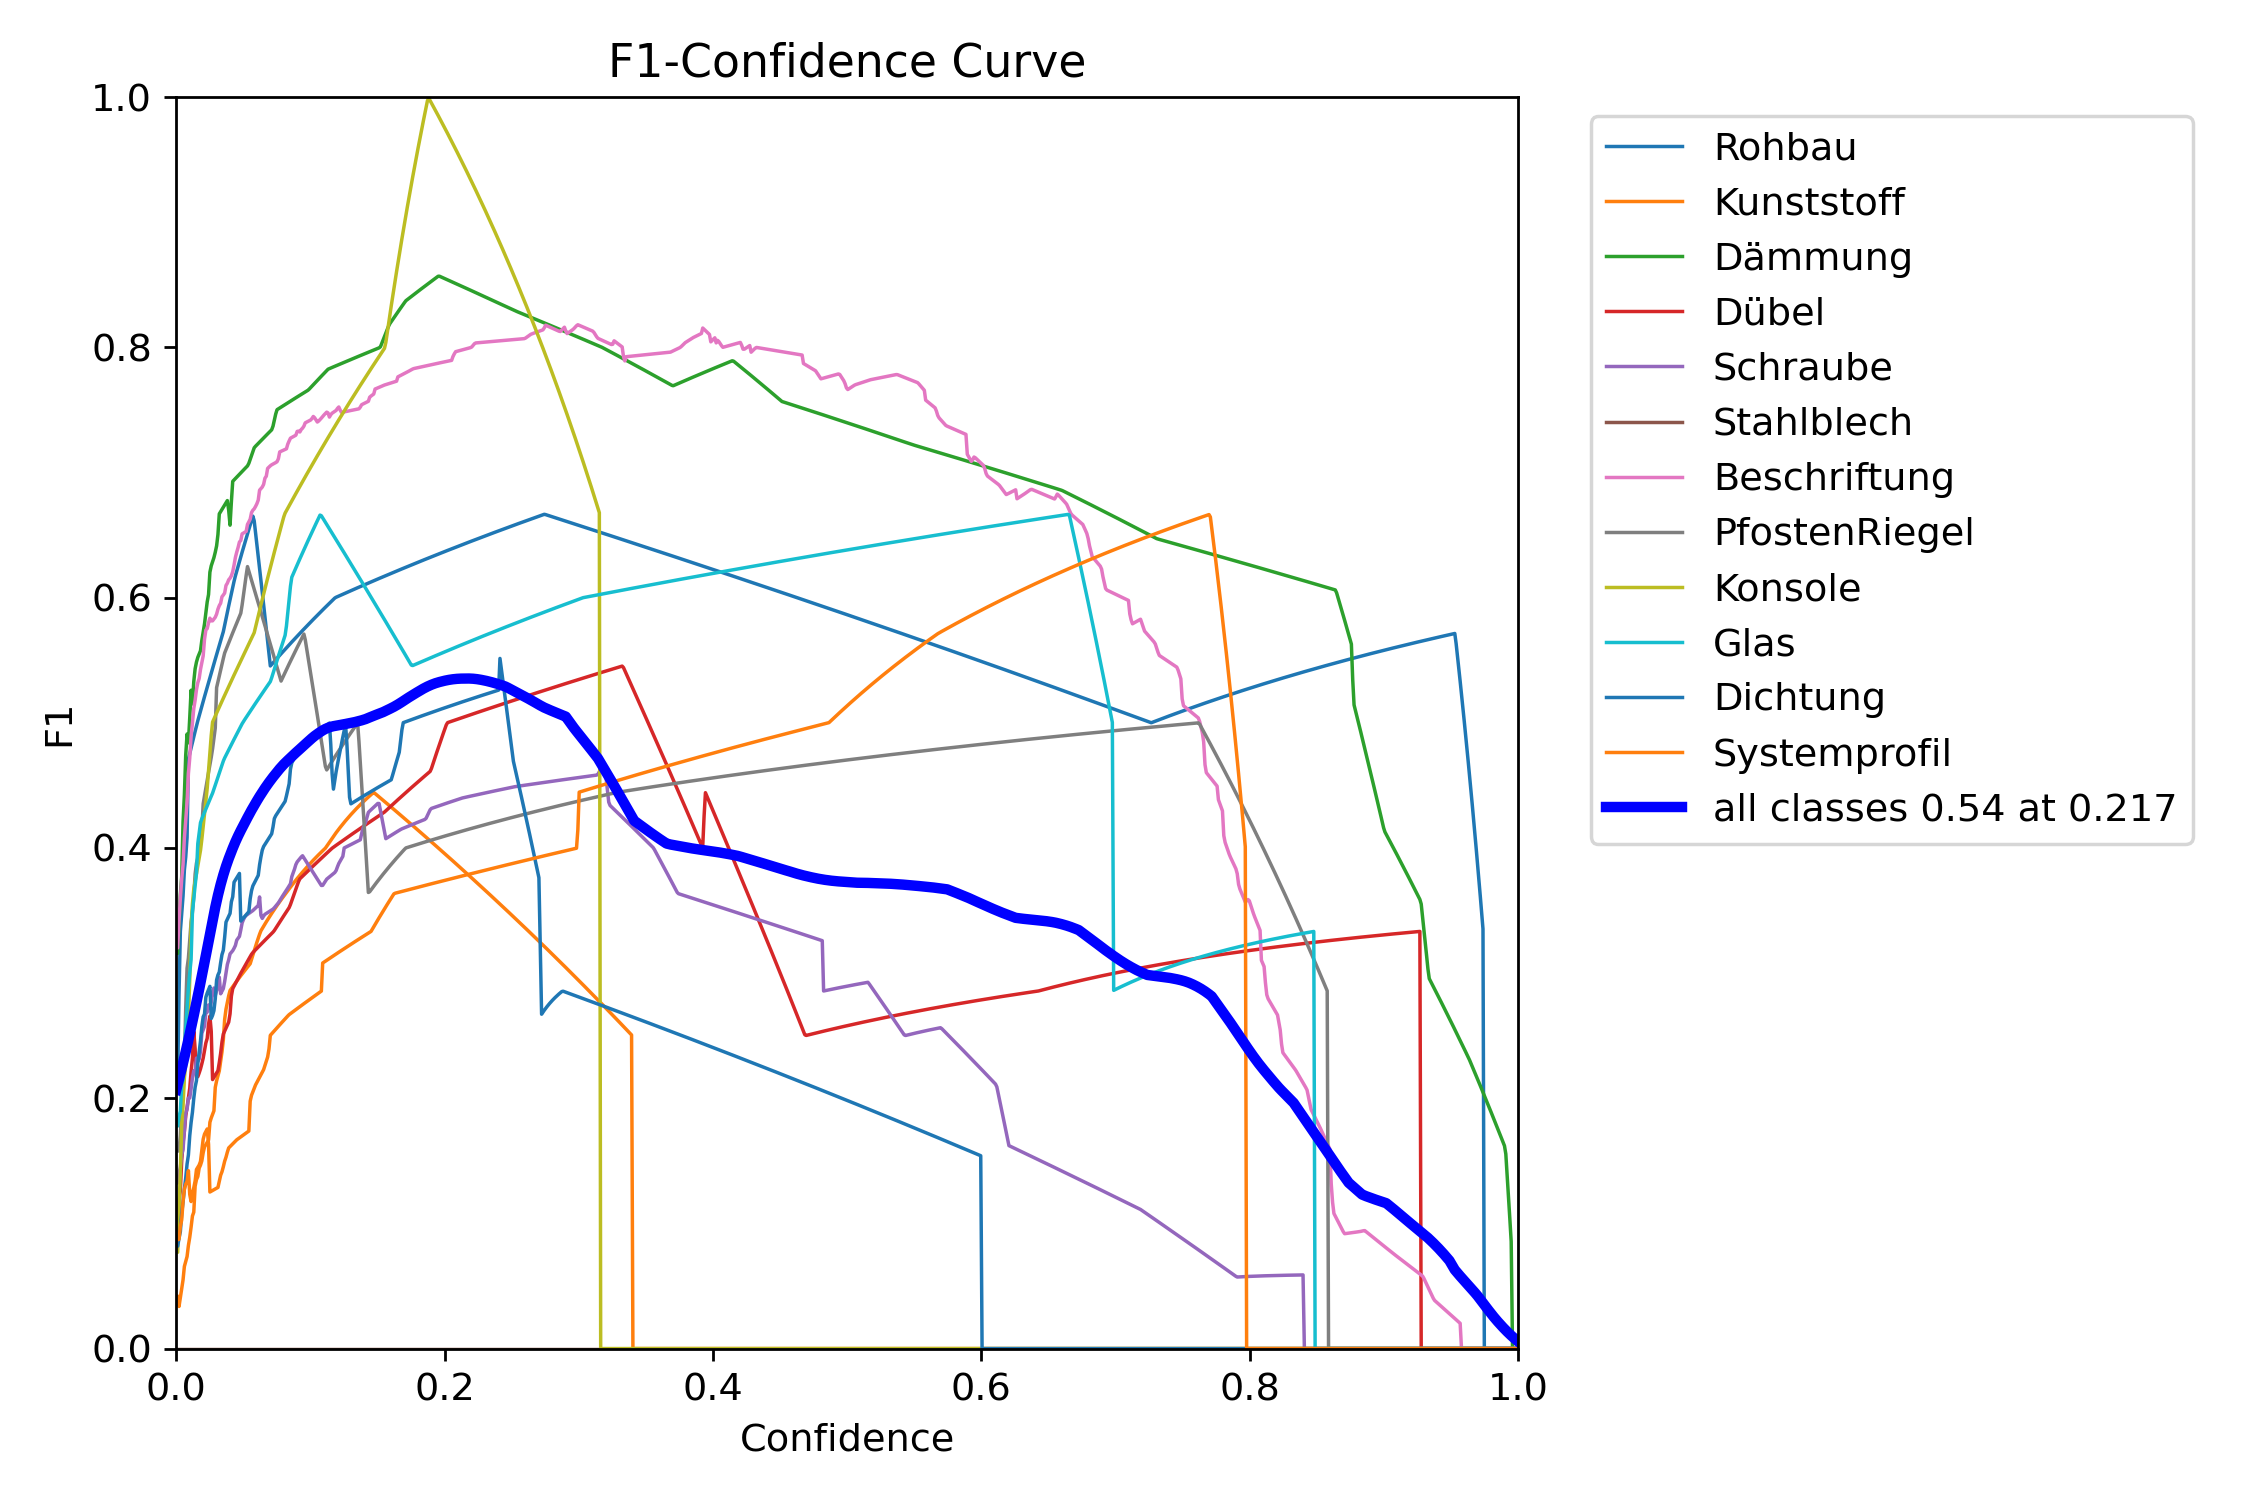 F1-Confidence Curve
1.0
0.8
0.6
0.4
0.2
0.0
F1
0.0 0.2 0.4 0.6 0.8 1.0
Confidence
Rohbau
Kunststoff
Dämmung
Dübel
Schraube
Stahlblech
Beschriftung
PfostenRiegel
Konsole
Glas
Dichtung
Systemprofil
all classes 0.54 at 0.217